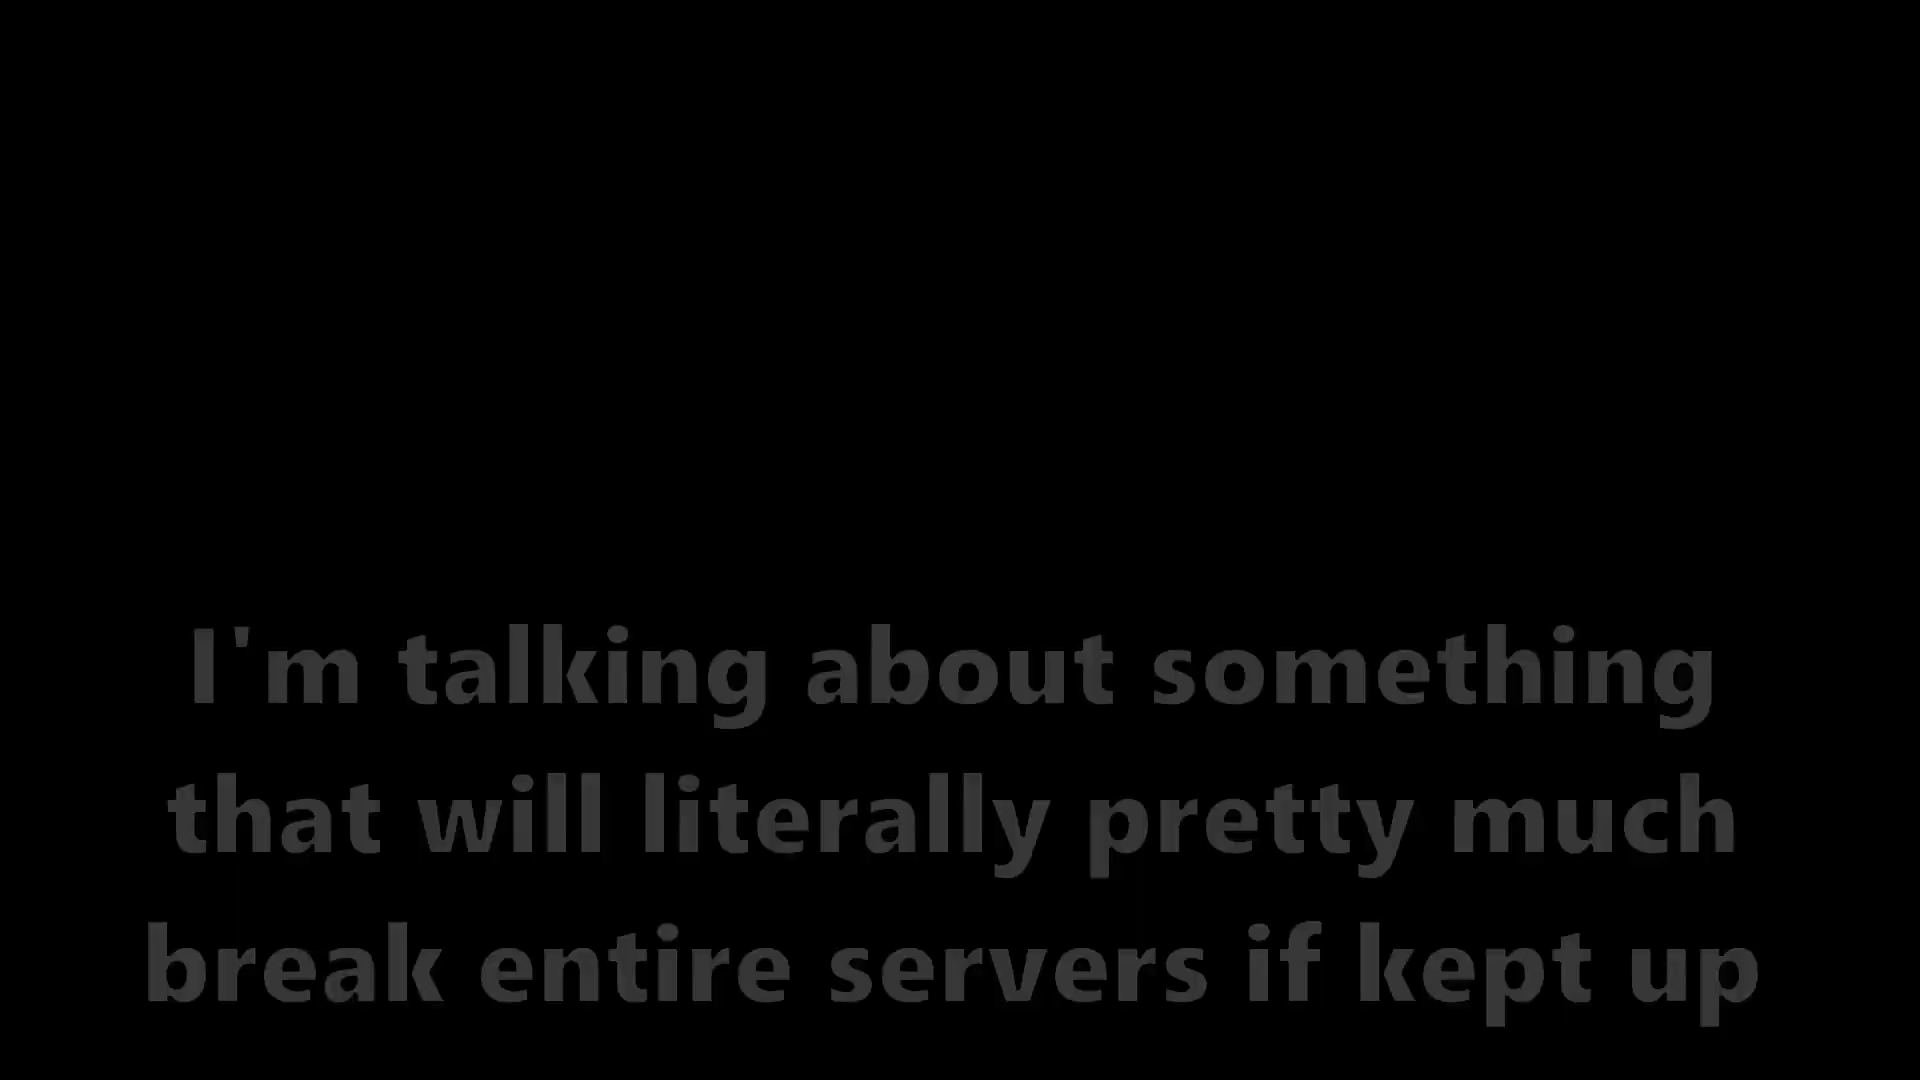 I'm talking about something
that will literally pretty much
break entire servers if kept up